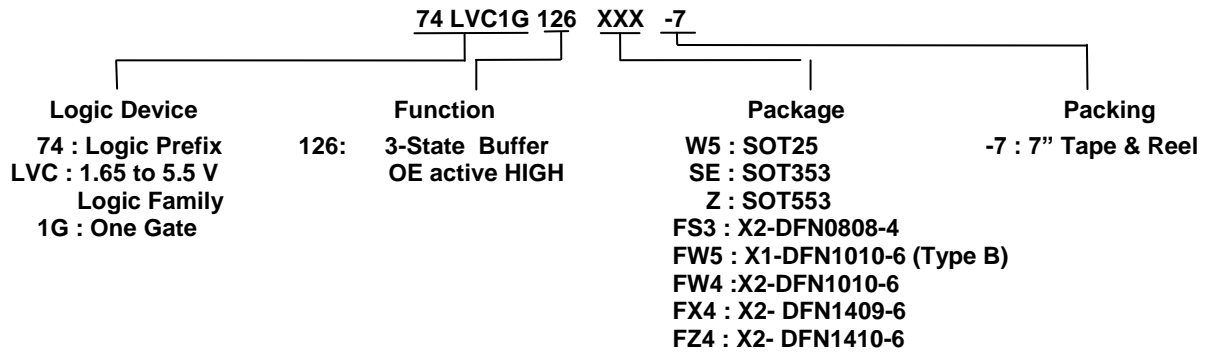 74 LVC1G 126 XXX -7
Logic Device Function Package Packing
74 : Logic Prefix 126: 3-State Buffer W5 : SOT25 -7 : 7” Tape & Reel
LVC : 1.65 to 5.5 V OE active HIGH SE : SOT353
Logic Family Z : SOT553
1G : One Gate FS3 : X2-DFN0808-4
FW5 : X1-DFN1010-6 (Type B)
FW4 :X2-DFN1010-6
FX4 : X2- DFN1409-6
FZ4 : X2- DFN1410-6